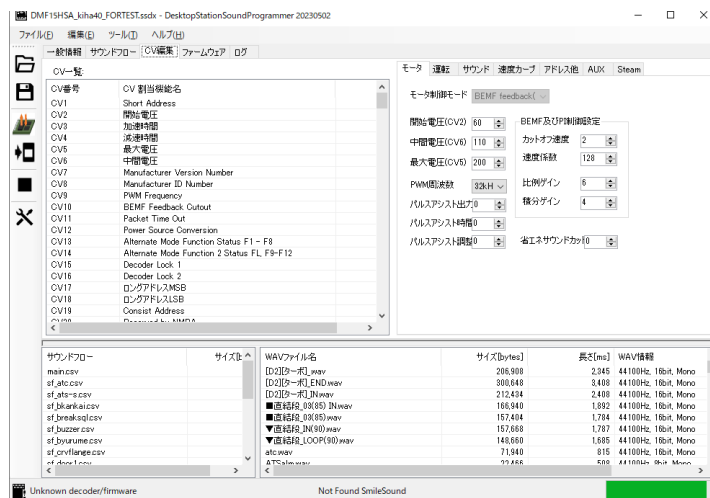 DMF15HSA_kiha40_FORTEST.ssdx - DesktopStationSoundProgrammer 20230502
ファイル(F) 編集(E) ツール(T) ヘルプ(H)
一般情報 サウンドフロー CV編集 ファームウェア ログ
CV一覧
CV番号 CV 割当機能名
CV1 Short Address
CV2 開始電圧
CV3 加速時間
CV4 減速時間
CV5 最大電圧
CV6 中間電圧
CV7 Manufacturer Version Number
CV8 Manufacturer ID Number
CV9 PWM Frequency
CV10 BEMF Feedback Cutout
CV11 Packet Time Out
CV12 Power Source Conversion
CV13 Alternate Mode Function Status F1 - F8
CV14 Alternate Mode Function 2 Status FL, F9-F12
CV15 Decoder Lock 1
CV16 Decoder Lock 2
CV17 ロングアドレスMSB
CV18 ロングアドレスLSB
CV19 Consist Address
CV20 Reserved by NMRA
モータ 運転 サウンド 速度カーブ アドレス他 AUX Steam
モータ制御モード BEMF feedback(
開始電圧(CV2) 60
中間電圧(CV6) 110
最大電圧(CV5) 200
PWM周波数 32kH
パルスアシスト出力 0
パルスアシスト時間 0
パルスアシスト調整 0
BEMF及びPI制御設定
カットオフ速度 2
速度係数 128
比例ゲイン 6
積分ゲイン 4
省エネサウンドカット 0
サウンドフロー サイズ[b
main.csv
sf_atc.csv
sf_ats-s.csv
sf_bkankai.csv
sf_breaksql.csv
sf_buzzer.csv
sf_byurume.csv
sf_crvflange.csv
sf_door1.csv
WAVファイル名 サイズ[bytes] 長さ[ms] WAV情報
[D2][ターボ]_.wav 206,908 2,345 44100Hz, 16bit, Mono
[D2][ターボ]_END.wav 300,648 3,408 44100Hz, 16bit, Mono
[D2][ターボ]_IN.wav 212,434 2,408 44100Hz, 16bit, Mono
■直結段_03(85) IN.wav 166,940 1,892 44100Hz, 16bit, Mono
■直結段_03(85).wav 157,404 1,784 44100Hz, 16bit, Mono
▼直結段_IN(90).wav 157,668 1,787 44100Hz, 16bit, Mono
▼直結段_LOOP(90).wav 148,660 1,685 44100Hz, 16bit, Mono
atc.wav 71,940 815 44100Hz, 16bit, Mono
ATSalm.wav 22,466 508 44100Hz, 8bit, Mono
Unknown decoder/firmware Not Found SmileSound